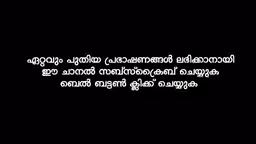 ഏറ്റവും പുതിയ പ്രഭാഷണങ്ങൾ ലഭിക്കാനായി
ഈ ചാനൽ സബ്സ്ക്രൈബ് ചെയ്യുക
ബെൽ ബട്ടൺ ക്ലിക്ക് ചെയ്യുക